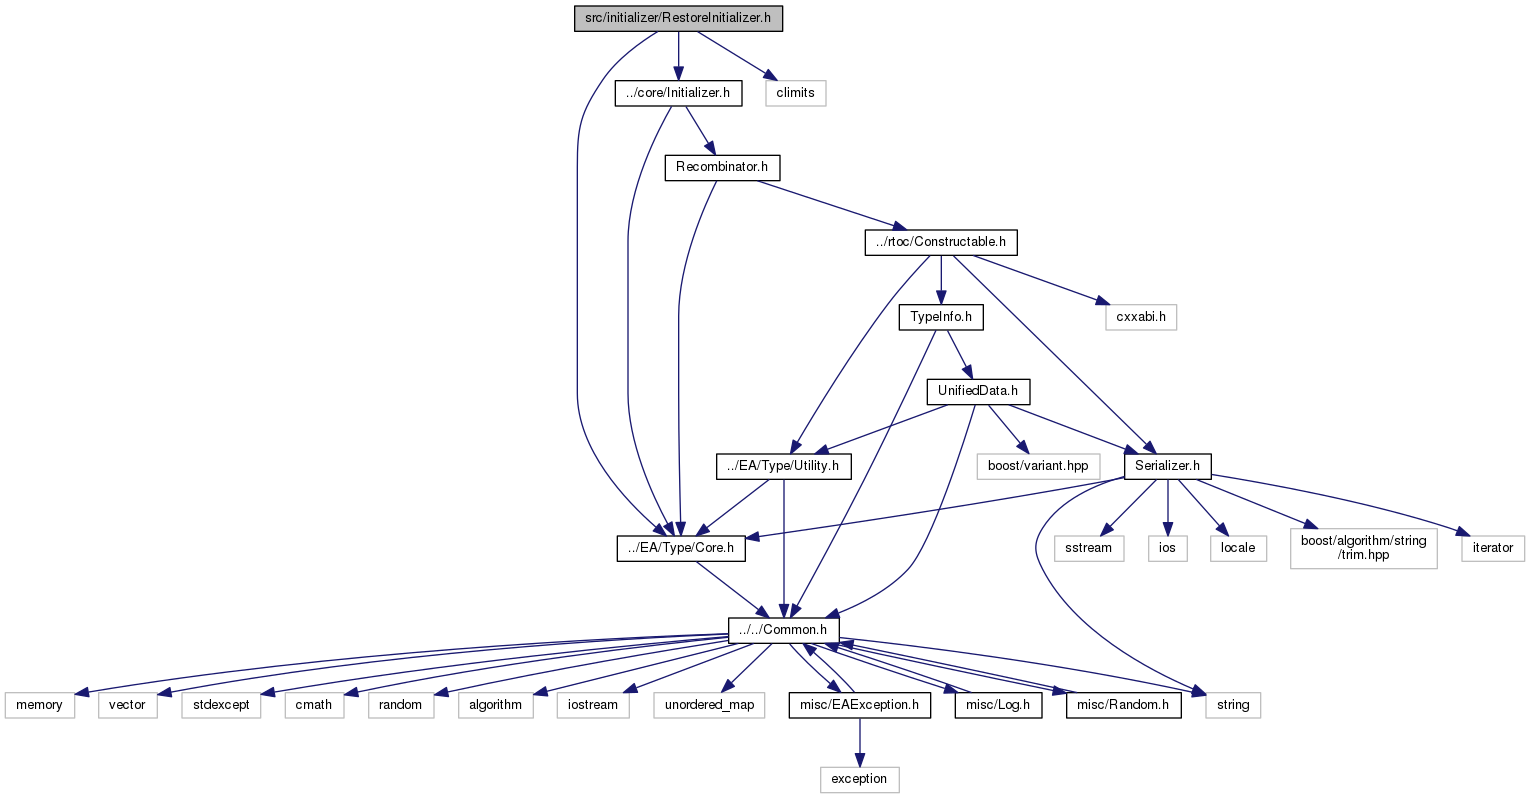 src/initializer/RestoreInitializer.h
../core/Initializer.h
climits
Recombinator.h
../rtoc/Constructable.h
TypeInfo.h
cxxabi.h
UnifiedData.h
../EA/Type/Utility.h
boost/variant.hpp
Serializer.h
../EA/Type/Core.h
sstream
ios
locale
boost/algorithm/string
/trim.hpp
iterator
../../Common.h
memory
vector
stdexcept
cmath
random
algorithm
iostream
unordered_map
misc/EAException.h
misc/Log.h
misc/Random.h
string
exception